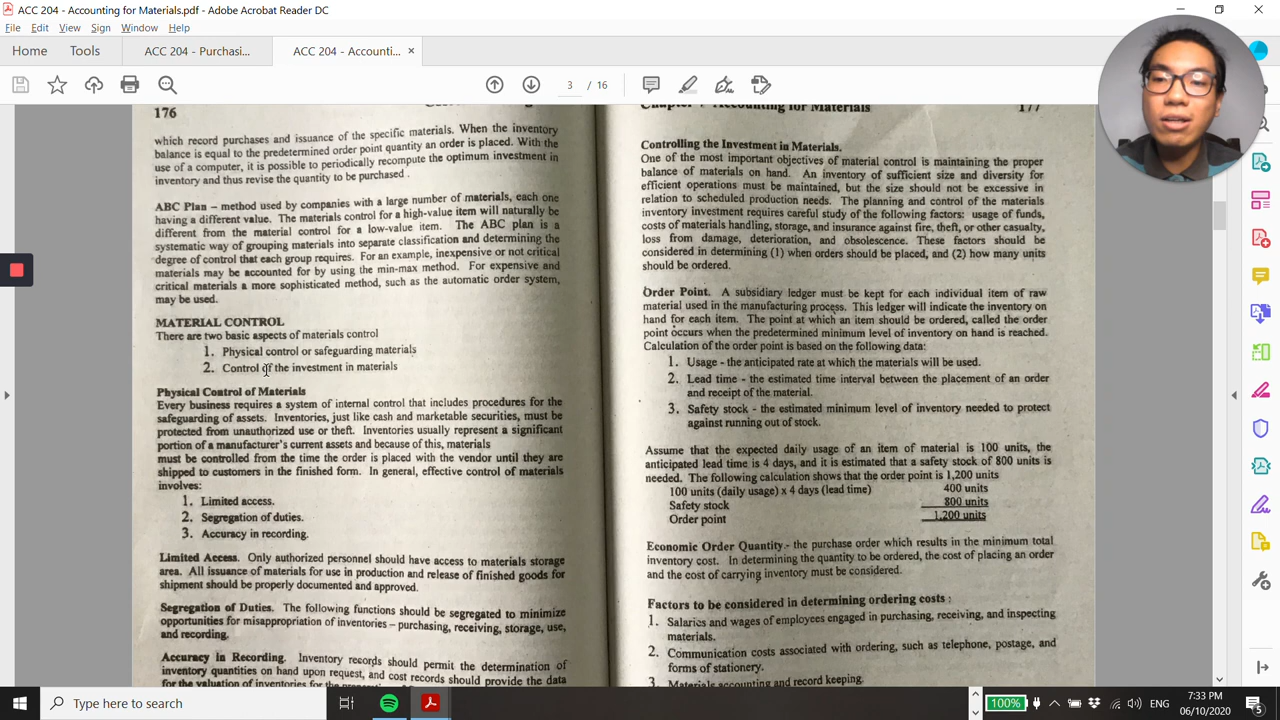 ACC 204 - Accounting for Materials.pdf - Adobe Acrobat Reader DC
File Edit View Sign Window Help
Home Tools ACC 204 - Purchasi... ACC 204 - Accounti... ×
3 / 16
176
which record purchases and issuance of the specific materials. When the inventory
balance is equal to the predetermined order point quantity an order is placed. With the
use of a computer, it is possible to periodically recompute the optimum investment in
inventory and thus revise the quantity to be purchased .
ABC Plan – method used by companies with a large number of materials, each one
having a different value. The materials control for a high-value item will naturally be
different from the material control for a low-value item. The ABC plan is a
systematic way of grouping materials into separate classification and determining the
degree of control that each group requires. For an example, inexpensive or not critical
materials may be accounted for by using the min-max method. For expensive and
critical materials a more sophisticated method, such as the automatic order system,
may be used.
MATERIAL CONTROL
There are two basic aspects of materials control
1. Physical control or safeguarding materials
2. Control of the investment in materials
Physical Control of Materials
Every business requires a system of internal control that includes procedures for the
safeguarding of assets. Inventories, just like cash and marketable securities, must be
protected from unauthorized use or theft. Inventories usually represent a significant
portion of a manufacturer's current assets and because of this, materials
must be controlled from the time the order is placed with the vendor until they are
shipped to customers in the finished form. In general, effective control of materials
involves:
1. Limited access.
2. Segregation of duties.
3. Accuracy in recording.
Limited Access. Only authorized personnel should have access to materials storage
area. All issuance of materials for use in production and release of finished goods for
shipment should be properly documented and approved.
Segregation of Duties. The following functions should be segregated to minimize
opportunities for misappropriation of inventories – purchasing, receiving, storage, use,
and recording.
Accuracy in Recording. Inventory records should permit the determination of
inventory quantities on hand upon request, and cost records should provide the data
for the valuation of inventories for the
Chapter Accounting for Materials 177
Controlling the Investment in Materials.
One of the most important objectives of material control is maintaining the proper
balance of materials on hand. An inventory of sufficient size and diversity for
efficient operations must be maintained, but the size should not be excessive in
relation to scheduled production needs. The planning and control of the materials
inventory investment requires careful study of the following factors: usage of funds,
costs of materials handling, storage, and insurance against fire, theft, or other casualty,
loss from damage, deterioration, and obsolescence. These factors should be
considered in determining (1) when orders should be placed, and (2) how many units
should be ordered.
Order Point. A subsidiary ledger must be kept for each individual item of raw
material used in the manufacturing process. This ledger will indicate the inventory on
hand for each item. The point at which an item should be ordered, called the order
point occurs when the predetermined minimum level of inventory on hand is reached.
Calculation of the order point is based on the following data:
1. Usage - the anticipated rate at which the materials will be used.
2. Lead time - the estimated time interval between the placement of an order
and receipt of the material.
3. Safety stock - the estimated minimum level of inventory needed to protect
against running out of stock.
Assume that the expected daily usage of an item of material is 100 units, the
anticipated lead time is 4 days, and it is estimated that a safety stock of 800 units is
needed. The following calculation shows that the order point is 1,200 units
100 units (daily usage) x 4 days (lead time) 400 units
Safety stock 800 units
Order point 1,200 units
Economic Order Quantity.- the purchase order which results in the minimum total
inventory cost. In determining the quantity to be ordered, the cost of placing an order
and the cost of carrying inventory must be considered.
Factors to be considered in determining ordering costs :
1. Salaries and wages of employees engaged in purchasing, receiving, and inspecting
materials.
2. Communication costs associated with ordering, such as telephone, postage, and
forms of stationery.
3. Materials accounting and record keeping.
Type here to search
100% ENG 7:33 PM
06/10/2020
5